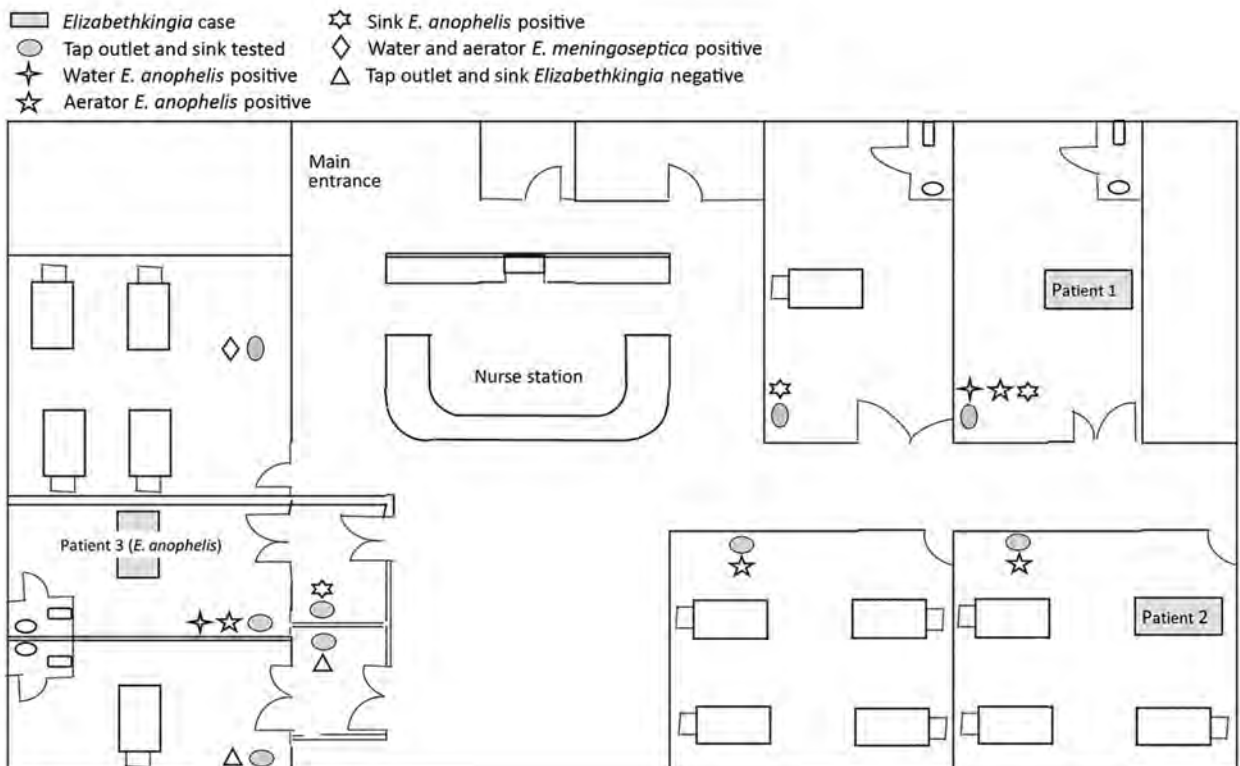 Elizabethkingia case
Tap outlet and sink tested
Water E. anophelis positive
Aerator E. anophelis positive
Sink E. anophelis positive
Water and aerator E. meningoseptica positive
Tap outlet and sink Elizabethkingia negative
Main
entrance
Patient 1
Nurse station
Patient 3 (E. anophelis)
Patient 2